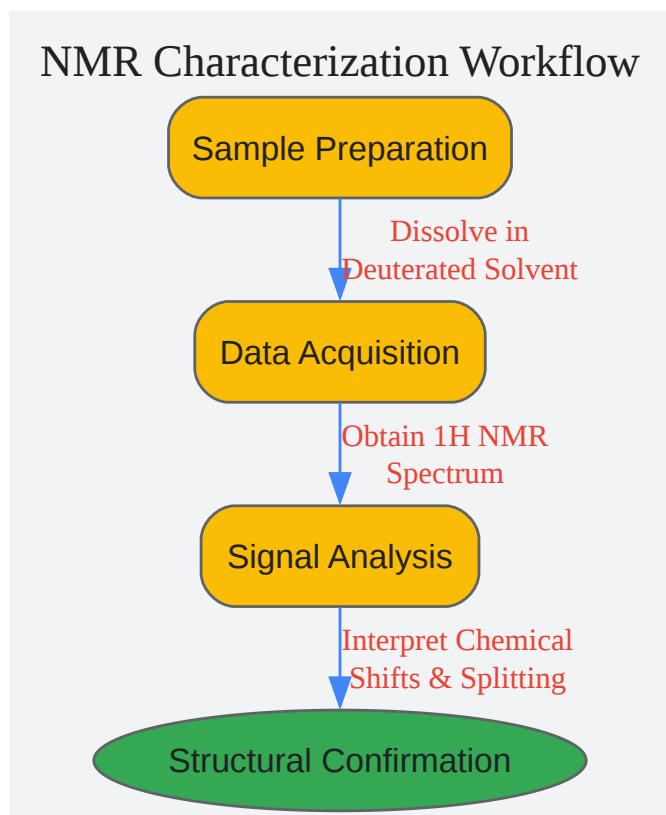 NMR Characterization Workflow
Sample Preparation
Dissolve in
Deuterated Solvent
Data Acquisition
Obtain 1H NMR
Spectrum
Signal Analysis
Interpret Chemical
Shifts & Splitting
Structural Confirmation